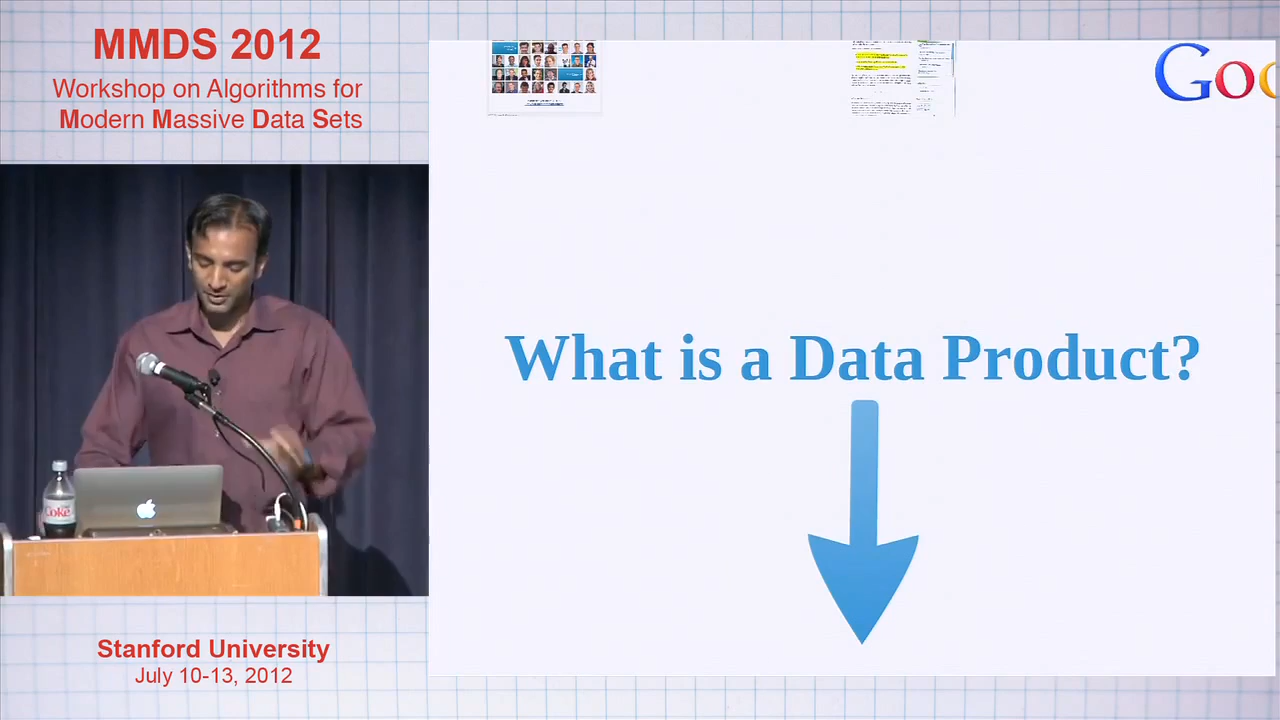 MMDS 2012
Workshop on Algorithms for
Modern Massive Data Sets
Goo
What is a Data Product?
Coke
Stanford University
July 10-13, 2012